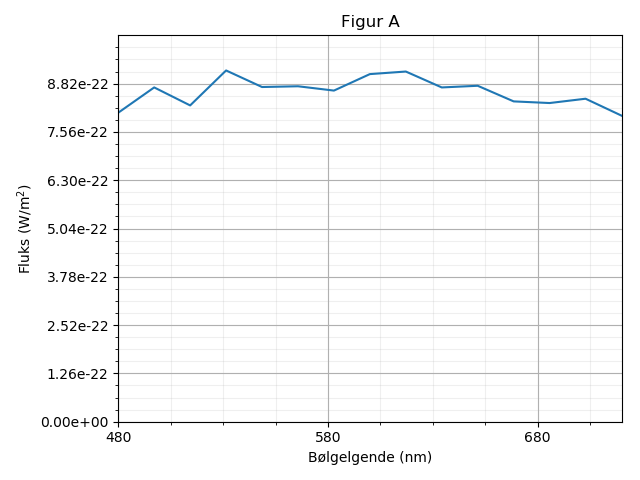 Figur A
8.82e-22
7.56e-22
6.30e-22
5.04e-22
3.78e-22
2.52e-22
1.26e-22
0.00e+00
Fluks (W/m²)
480 580 680
Bølgelgende (nm)